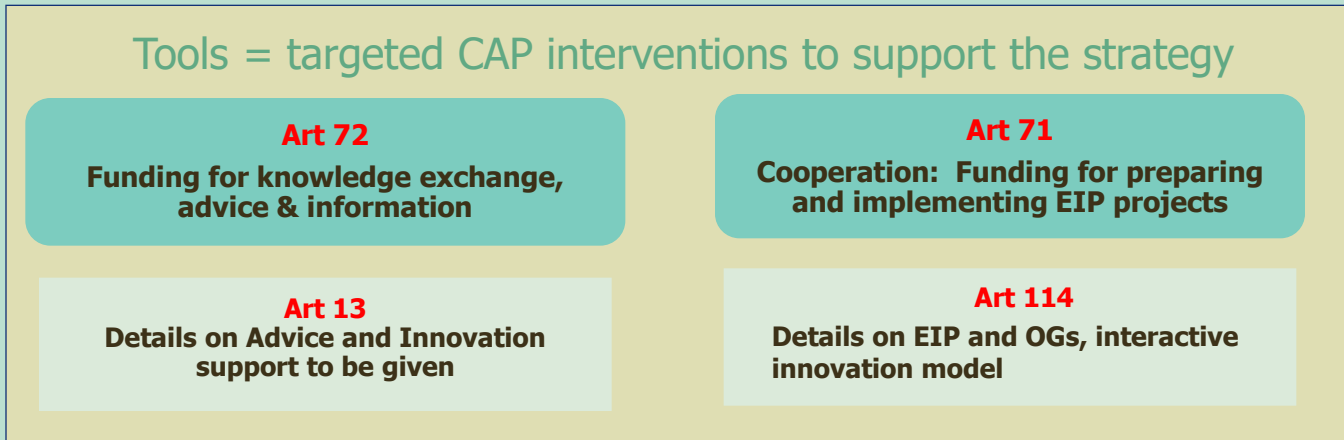 Tools = targeted CAP interventions to support the strategy
Art 72
Funding for knowledge exchange,
advice & information
Art 71
Cooperation: Funding for preparing
and implementing EIP projects
Art 13
Details on Advice and Innovation
support to be given
Art 114
Details on EIP and OGs, interactive
innovation model